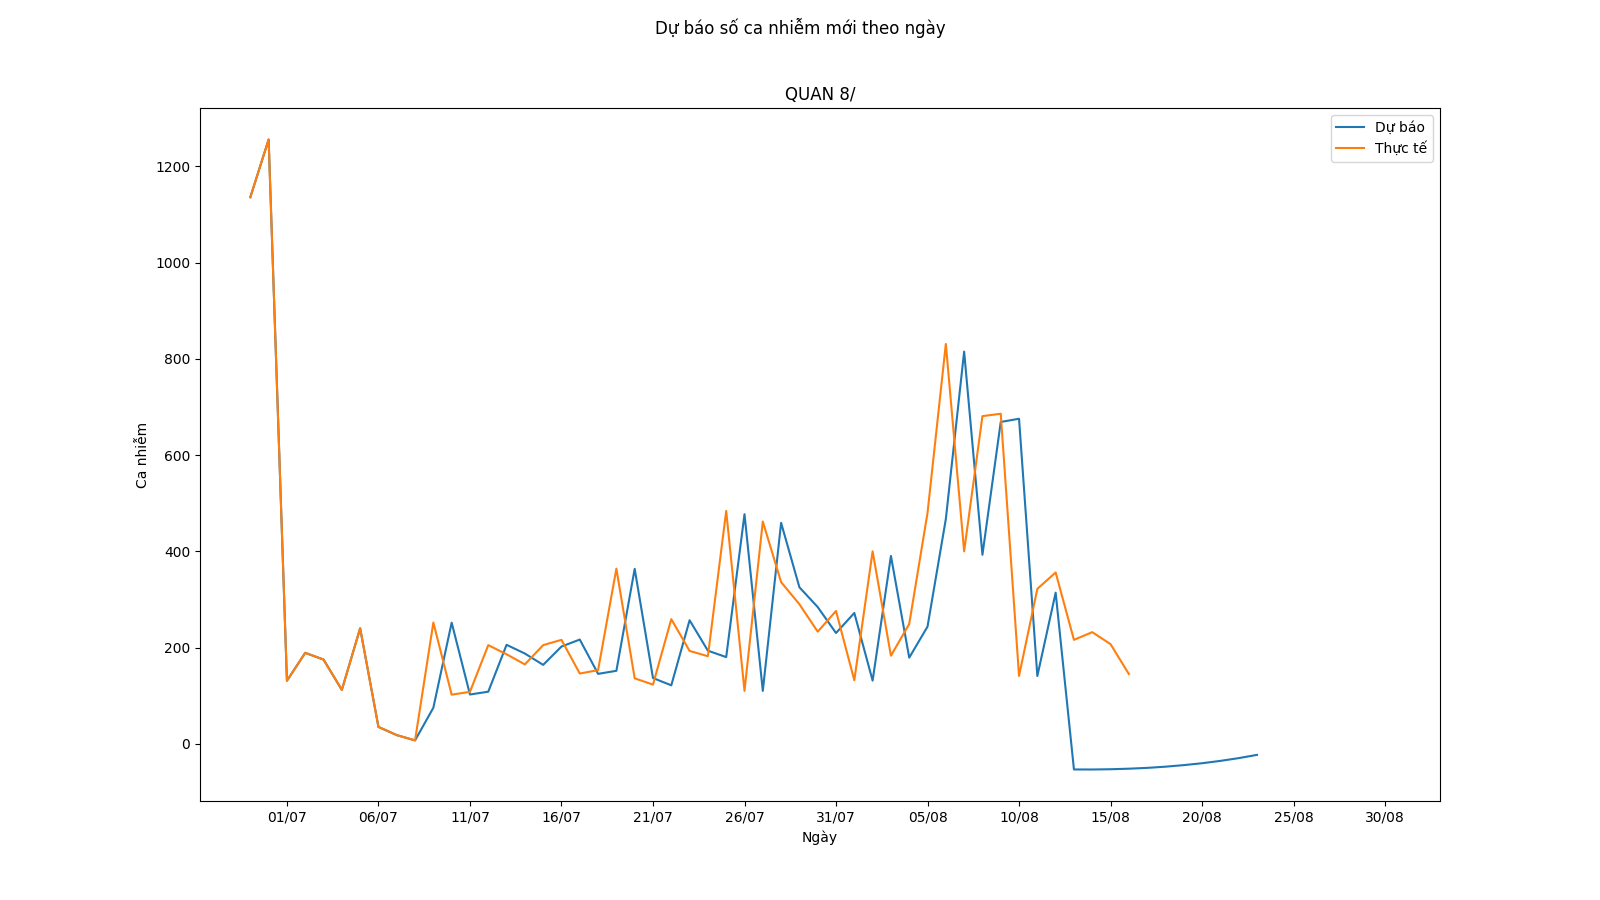 Dự báo số ca nhiễm mới theo ngày
QUAN 8/
Dự báo
Thực tế
1200
1000
800
600
400
200
0
Ca nhiễm
01/07 06/07 11/07 16/07 21/07 26/07 31/07 05/08 10/08 15/08 20/08 25/08 30/08
Ngày